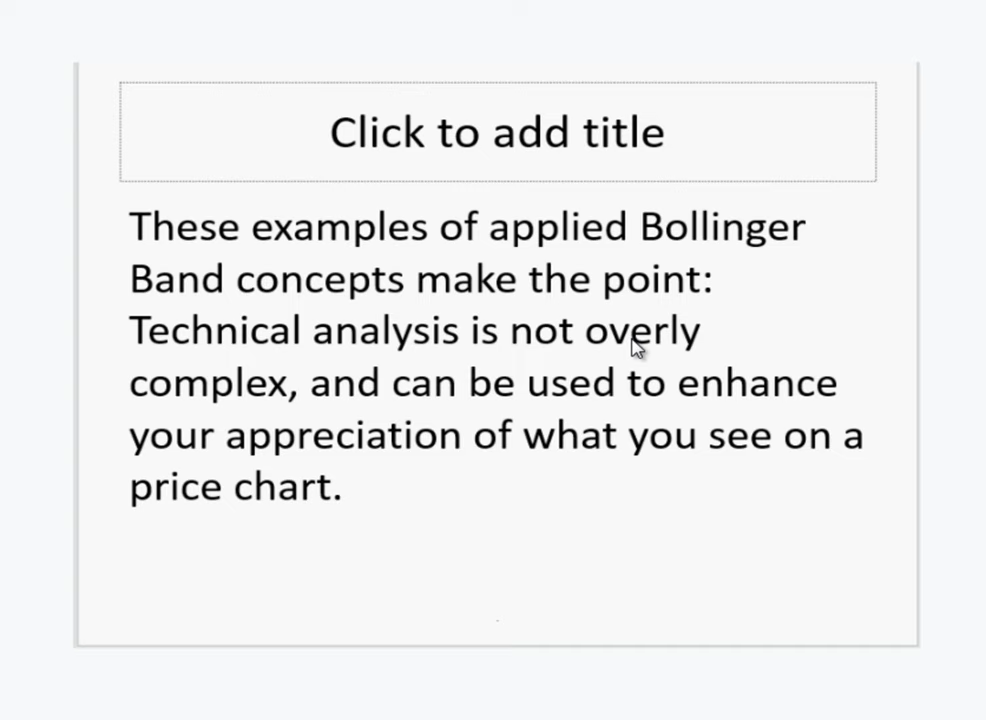 Click to add title
These examples of applied Bollinger
Band concepts make the point:
Technical analysis is not overly
complex, and can be used to enhance
your appreciation of what you see on a
price chart.